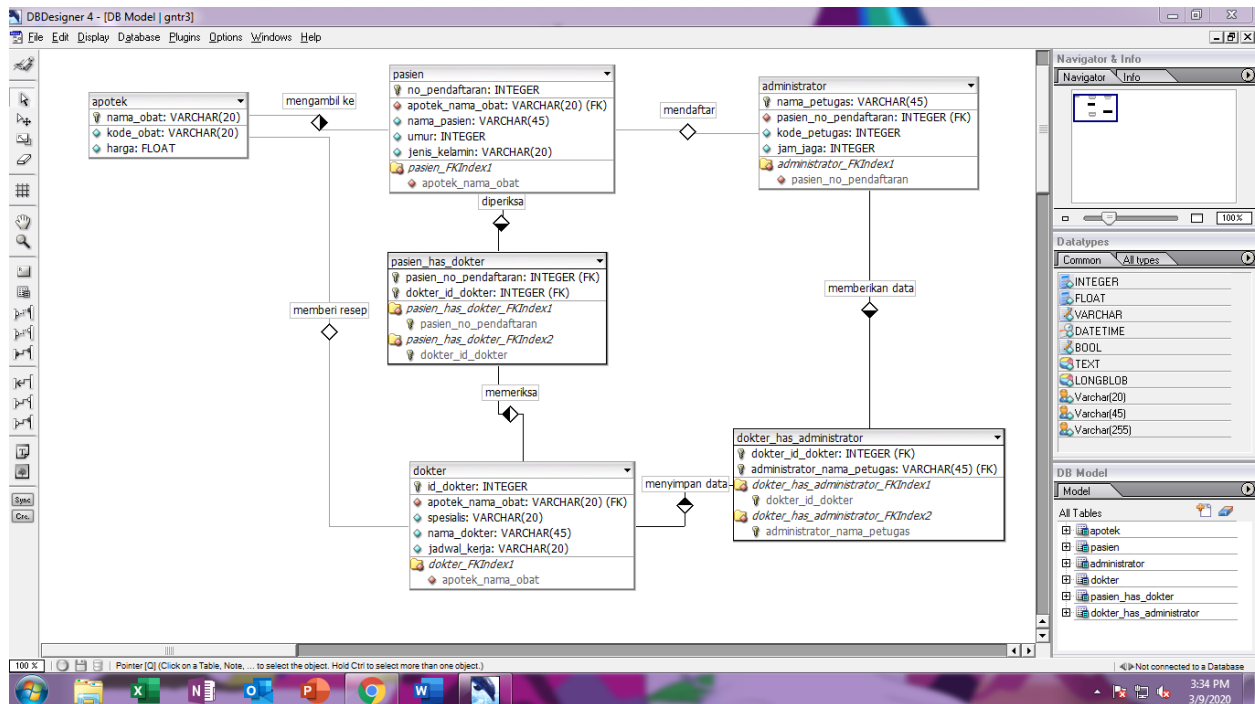 DBDesigner 4 - [DB Model | gntr3]
File Edit Display Database Plugins Options Windows Help
apotek
nama_obat: VARCHAR(20)
kode_obat: VARCHAR(20)
harga: FLOAT
mengambil ke
pasien
no_pendaftaran: INTEGER
apotek_nama_obat: VARCHAR(20) (FK)
nama_pasien: VARCHAR(45)
umur: INTEGER
jenis_kelamin: VARCHAR(20)
pasien_FKIndex1
apotek_nama_obat
mendaftar
administrator
nama_petugas: VARCHAR(45)
pasien_no_pendaftaran: INTEGER (FK)
kode_petugas: INTEGER
jam_jaga: INTEGER
administrator_FKIndex1
pasien_no_pendaftaran
diperiksa
pasien_has_dokter
pasien_no_pendaftaran: INTEGER (FK)
dokter_id_dokter: INTEGER (FK)
pasien_has_dokter_FKIndex1
pasien_no_pendaftaran
pasien_has_dokter_FKIndex2
dokter_id_dokter
memberi resep
memberikan data
memeriksa
dokter
id_dokter: INTEGER
apotek_nama_obat: VARCHAR(20) (FK)
spesialis: VARCHAR(20)
nama_dokter: VARCHAR(45)
jadwal_kerja: VARCHAR(20)
dokter_FKIndex1
apotek_nama_obat
menyimpan data
dokter_has_administrator
dokter_id_dokter: INTEGER (FK)
administrator_nama_petugas: VARCHAR(45) (FK)
dokter_has_administrator_FKIndex1
dokter_id_dokter
dokter_has_administrator_FKIndex2
administrator_nama_petugas
Navigator & Info
Navigator Info
100%
Datatypes
Common All types
INTEGER
FLOAT
VARCHAR
DATETIME
BOOL
TEXT
LONGBLOB
Varchar(20)
Varchar(45)
Varchar(255)
DB Model
Model
All Tables
apotek
pasien
administrator
dokter
pasien_has_dokter
dokter_has_administrator
Sync
Cre.
100 % Pointer [Q] (Click on a Table, Note, ... to select the object. Hold Ctrl to select more than one object.)
Not connected to a Database
3:34 PM
3/9/2020